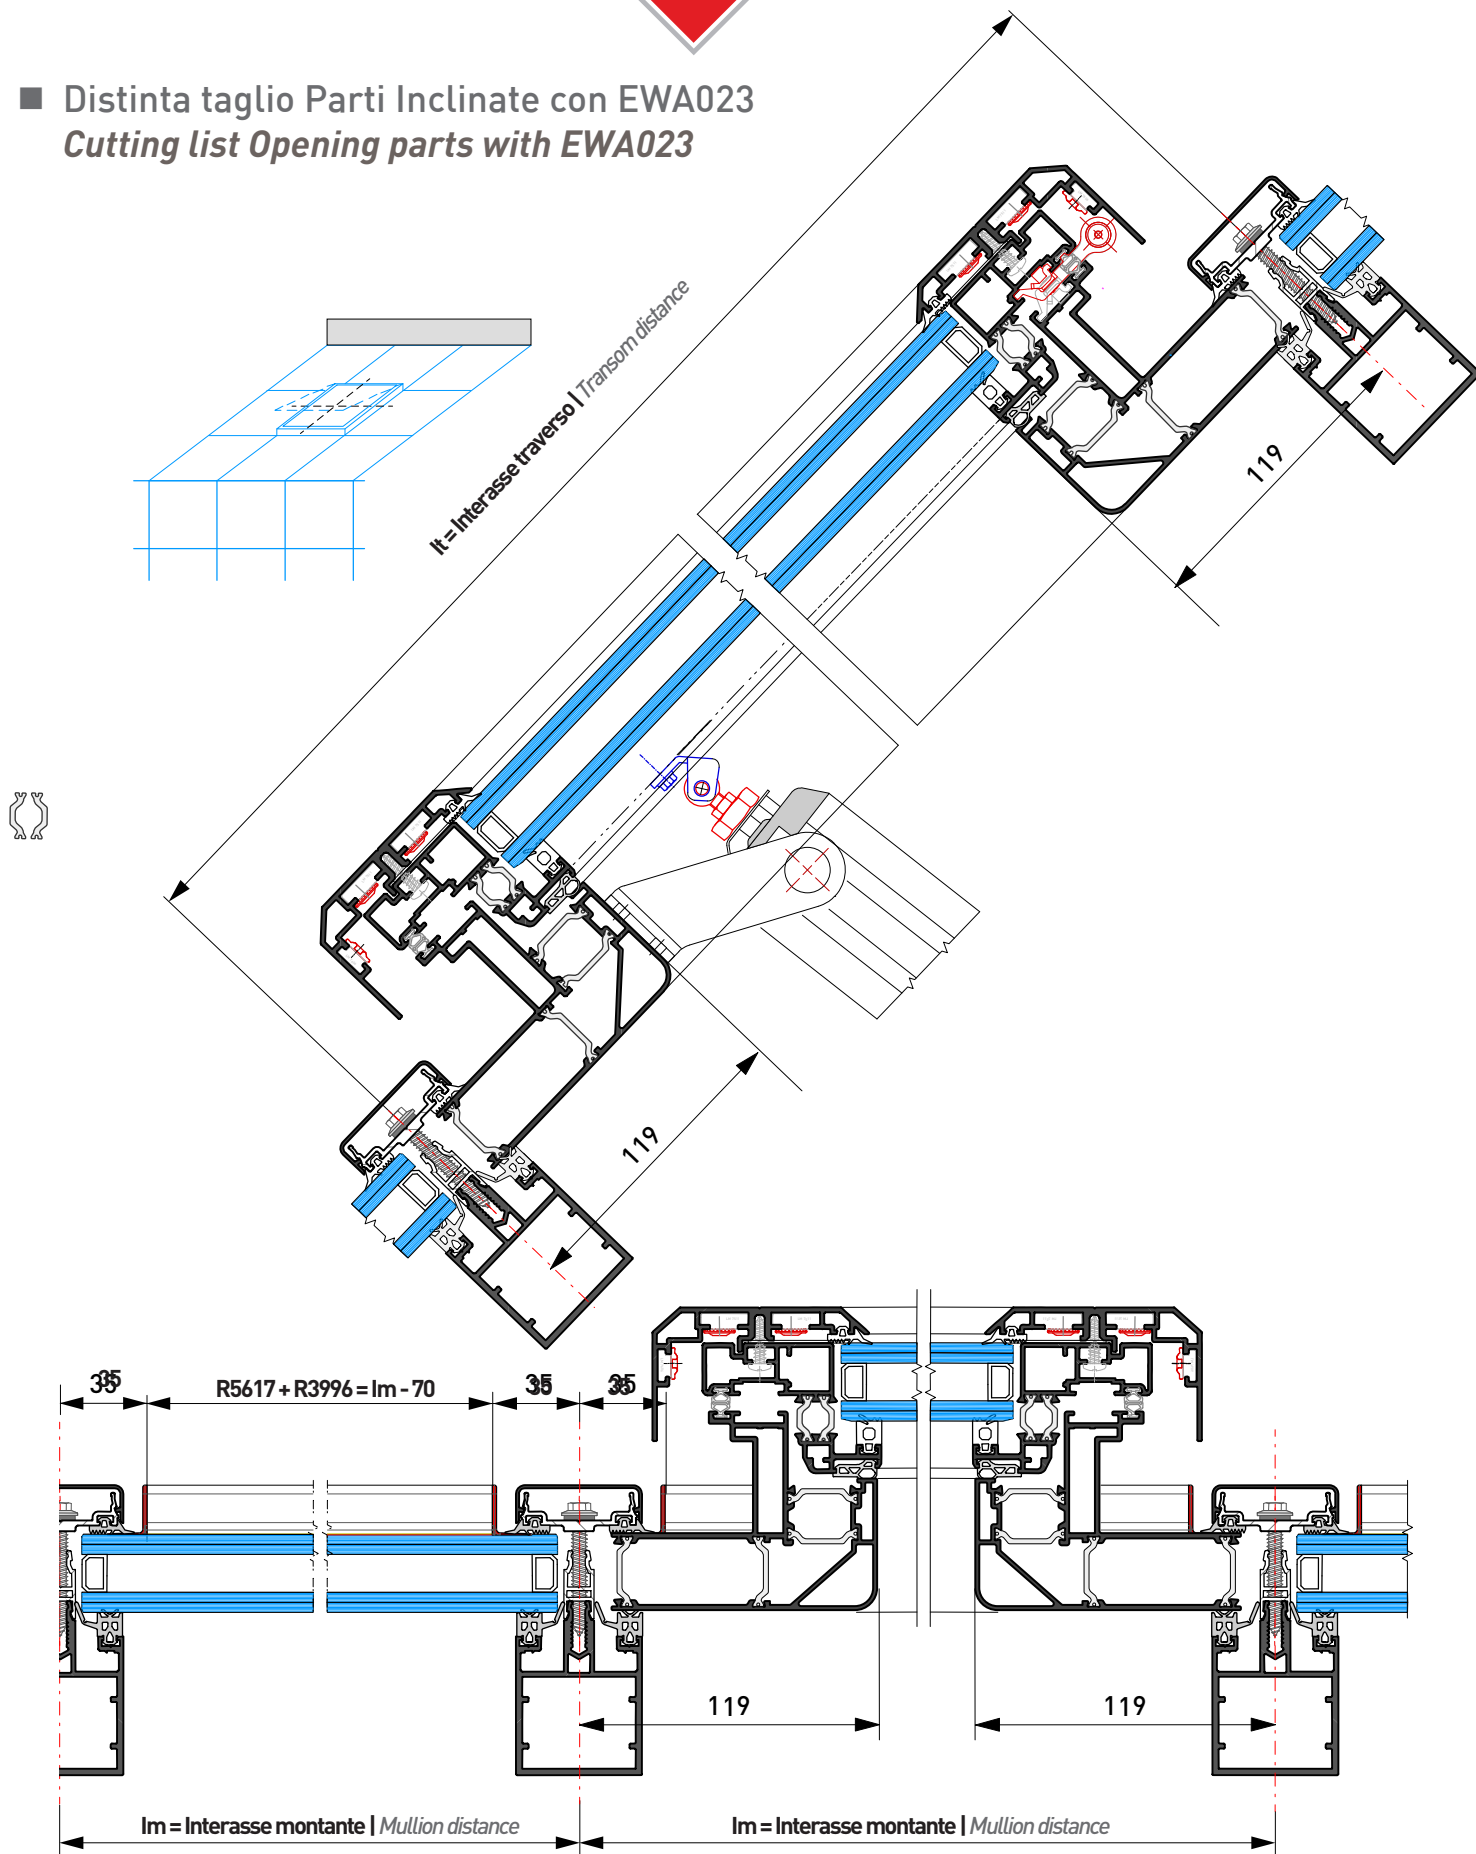 Distinta taglio Parti Inclinate con EWA023
Cutting list Opening parts with EWA023
It = Interasse traverso | Transom distance
119
119
35
R5617 + R3996 = Im - 70
35
35
119
119
Im = Interasse montante | Mullion distance
Im = Interasse montante | Mullion distance